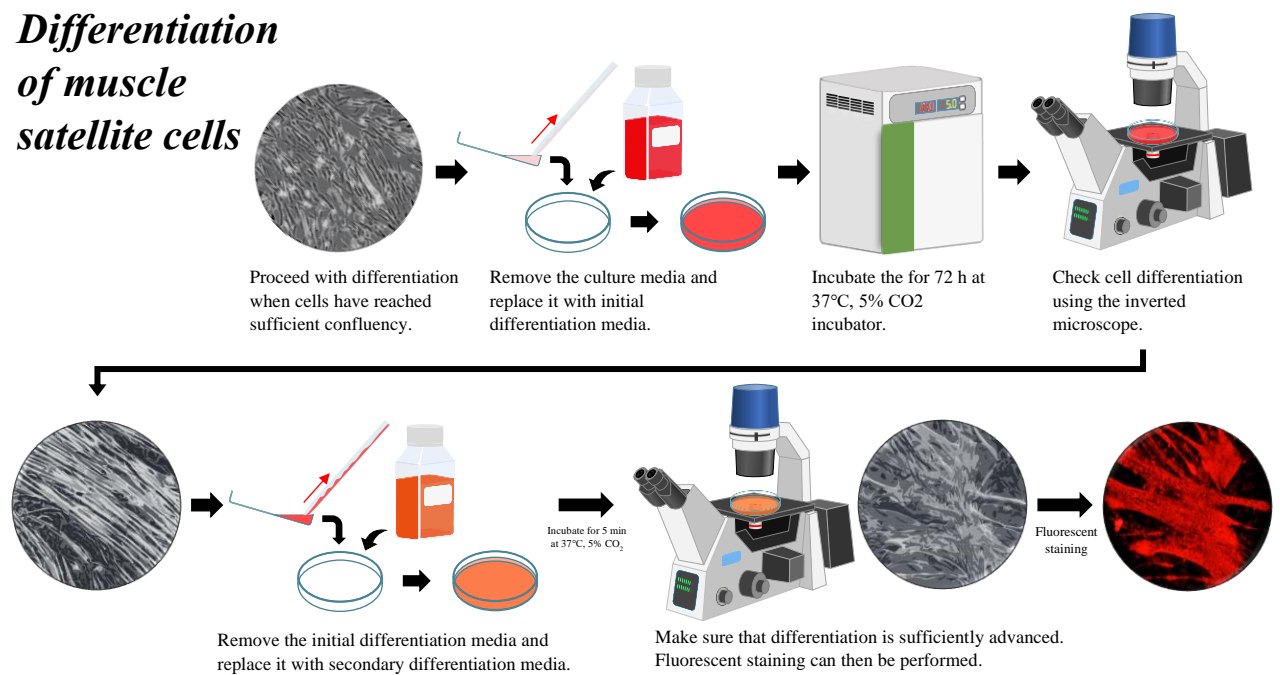 Differentiation
of muscle
satellite cells
5.0
Proceed with differentiation
when cells have reached
sufficient confluency.
Remove the culture media and
replace it with initial
differentiation media.
Incubate the for 72 h at
37℃, 5% CO2
incubator.
Check cell differentiation
using the inverted
microscope.
Incubate for 5 min
at 37℃, 5% CO₂
Fluorescent
staining
Remove the initial differentiation media and
replace it with secondary differentiation media.
Make sure that differentiation is sufficiently advanced.
Fluorescent staining can then be performed.